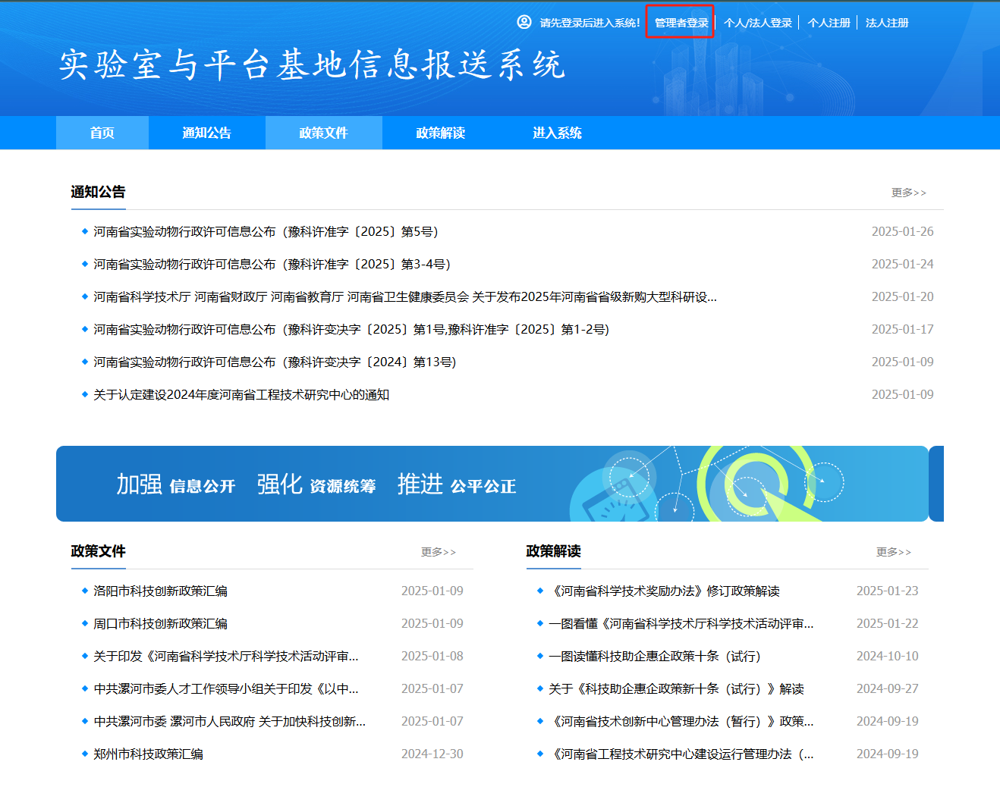 请先登录后进入系统! 管理者登录 个人/法人登录 个人注册 法人注册
实验室与平台基地信息报送系统
首页 通知公告 政策文件 政策解读 进入系统
通知公告 更多>>
河南省实验动物行政许可信息公布（豫科许准字〔2025〕第5号） 2025-01-26
河南省实验动物行政许可信息公布（豫科许准字〔2025〕第3-4号） 2025-01-24
河南省科学技术厅 河南省财政厅 河南省教育厅 河南省卫生健康委员会 关于发布2025年河南省省级新购大型科研设... 2025-01-20
河南省实验动物行政许可信息公布（豫科许变决字〔2025〕第1号,豫科许准字〔2025〕第1-2号) 2025-01-17
河南省实验动物行政许可信息公布（豫科许变决字〔2024〕第13号) 2025-01-09
关于认定建设2024年度河南省工程技术研究中心的通知 2025-01-09
加强 信息公开 强化 资源统筹 推进 公平公正
政策文件 更多>>
洛阳市科技创新政策汇编 2025-01-09
周口市科技创新政策汇编 2025-01-09
关于印发《河南省科学技术厅科学技术活动评审... 2025-01-08
中共漯河市委人才工作领导小组关于印发《以中... 2025-01-07
中共漯河市委 漯河市人民政府 关于加快科技创新... 2025-01-07
郑州市科技政策汇编 2024-12-30
政策解读 更多>>
《河南省科学技术奖励办法》修订政策解读 2025-01-23
一图看懂《河南省科学技术厅科学技术活动评审... 2025-01-22
一图读懂科技助企惠企政策十条（试行） 2024-10-10
关于《科技助企惠企政策新十条（试行）》解读 2024-09-27
《河南省技术创新中心管理办法（暂行）》政策... 2024-09-19
《河南省工程技术研究中心建设运行管理办法（... 2024-09-19